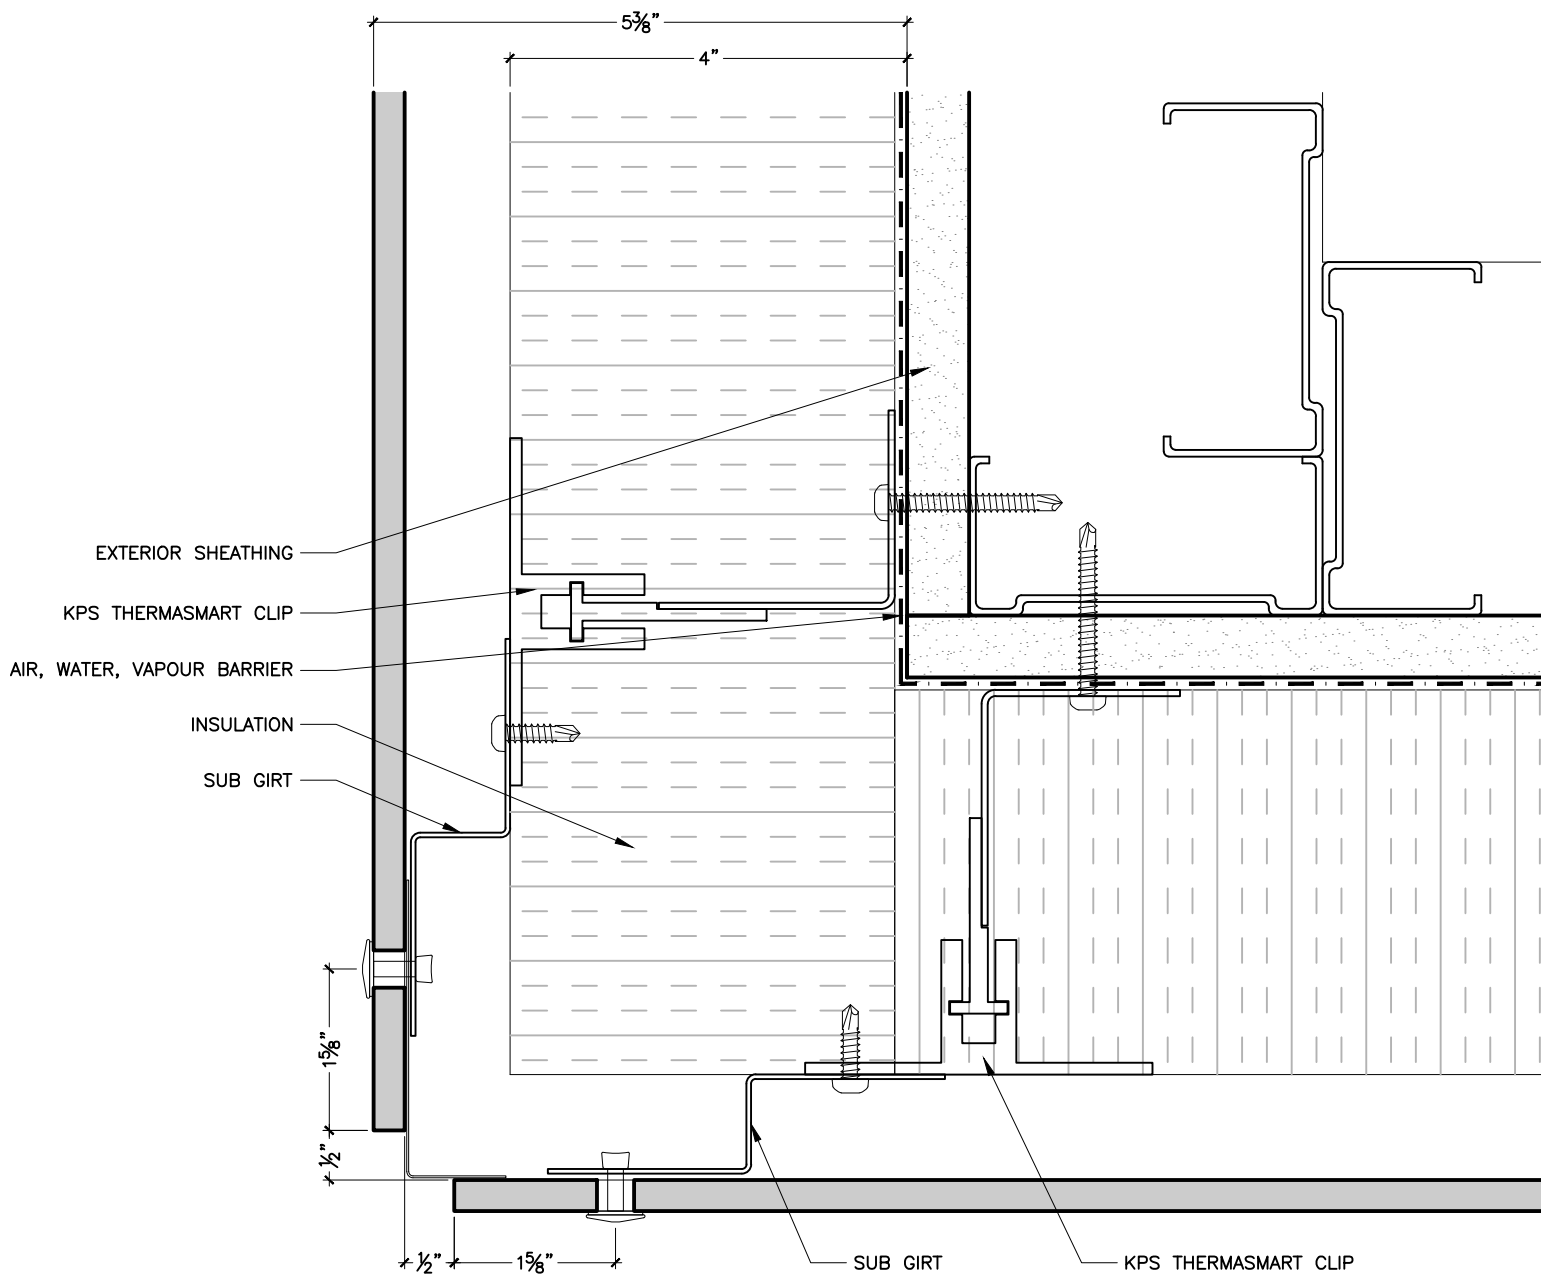 5⅜"
4"
EXTERIOR SHEATHING
KPS THERMASMART CLIP
AIR, WATER, VAPOUR BARRIER
INSULATION
SUB GIRT
1⅝"
½"
½"
1⅝"
SUB GIRT
KPS THERMASMART CLIP